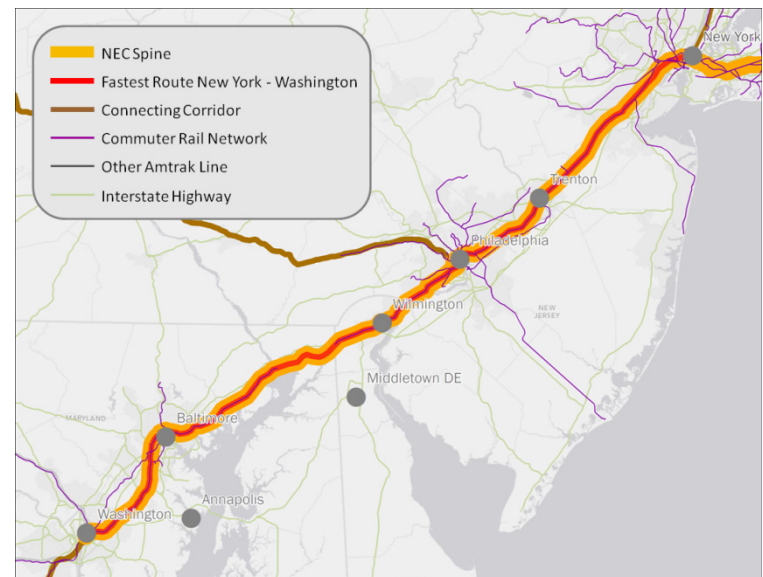 NEC Spine
Fastest Route New York - Washington
Connecting Corridor
Commuter Rail Network
Other Amtrak Line
Interstate Highway
New York
Trenton
Philadelphia
Wilmington
NEW
JERSEY
Middletown DE
MARYLAND
Baltimore
Annapolis
Washington